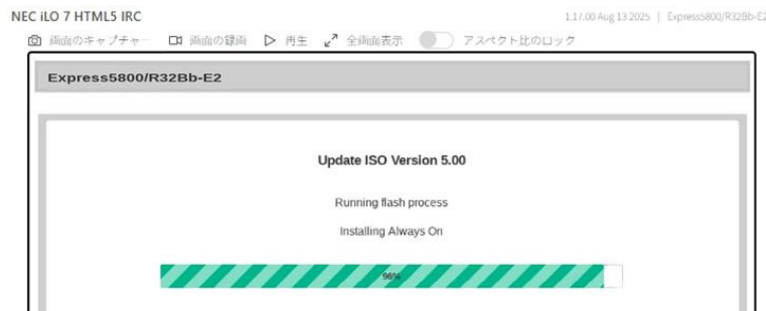 NEC iLO 7 HTML5 IRC
1.17.00 Aug 13 2025 | Express5800/R32Bb-E2
画面のキャプチャー 画面の録画 再生 全画面表示 アスペクト比のロック
Express5800/R32Bb-E2
Update ISO Version 5.00
Running flash process
Installing Always On
96%